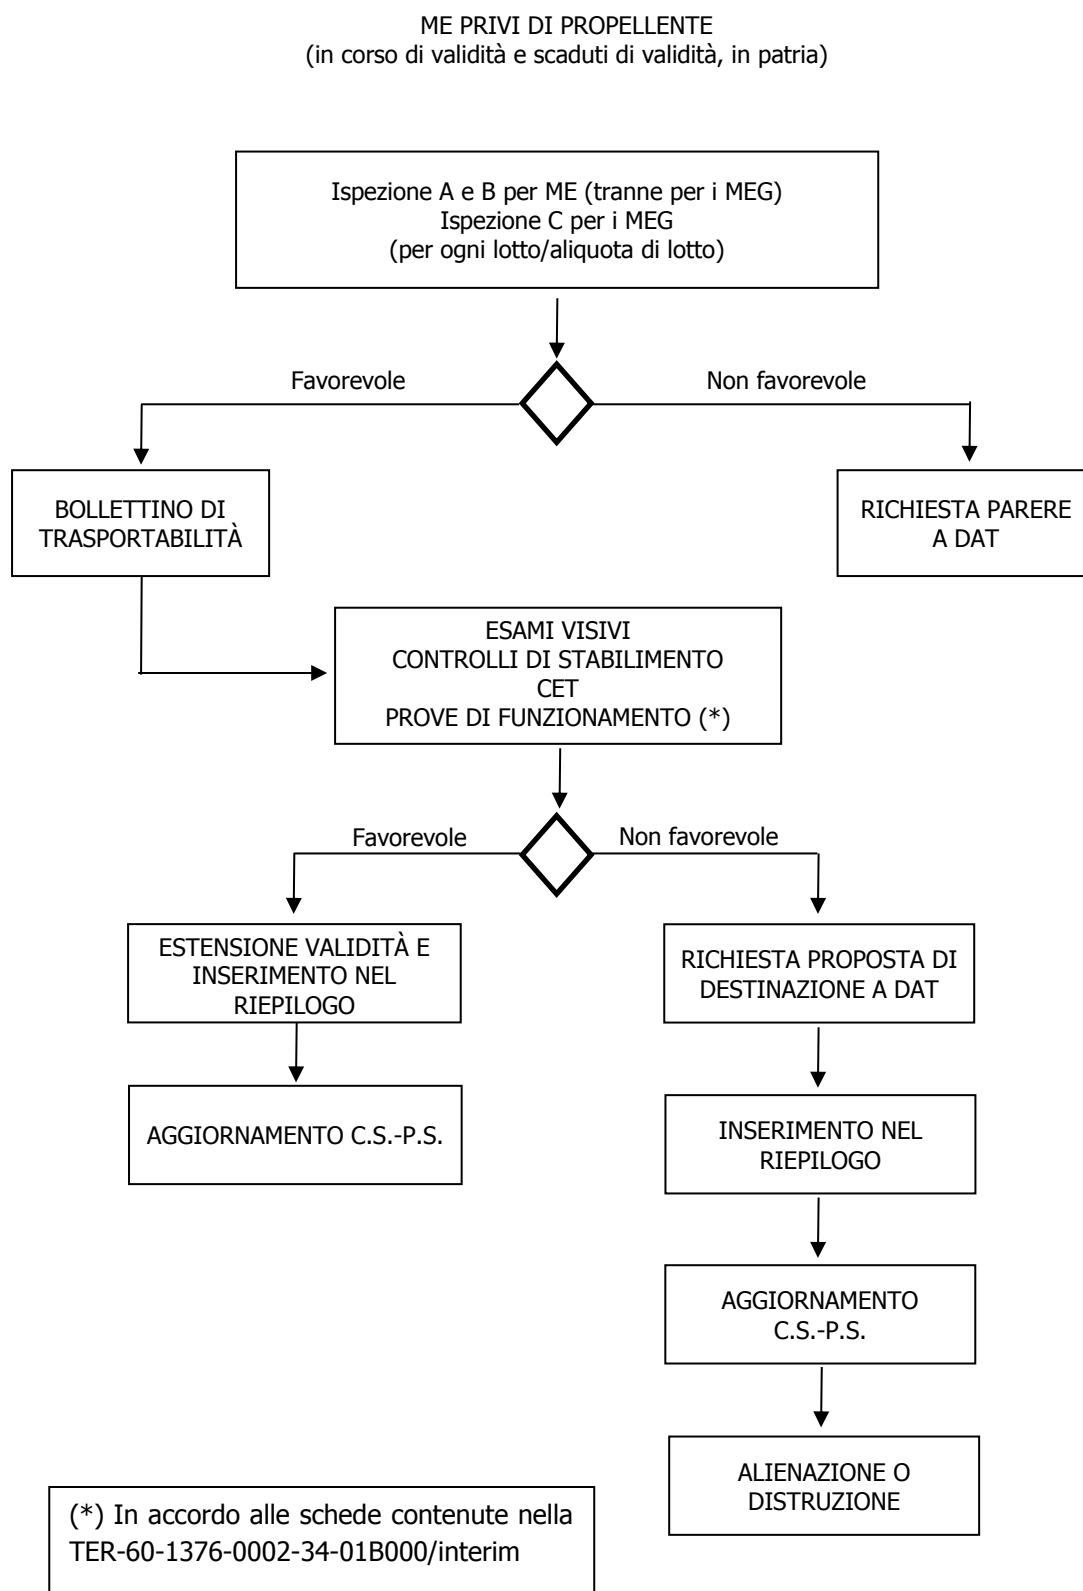 ME PRIVI DI PROPELLENTE
(in corso di validità e scaduti di validità, in patria)
Ispezione A e B per ME (tranne per i MEG)
Ispezione C per i MEG
(per ogni lotto/aliquota di lotto)
Favorevole
Non favorevole
BOLLETTINO DI
TRASPORTABILITÀ
RICHIESTA PARERE
A DAT
ESAMI VISIVI
CONTROLLI DI STABILIMENTO
CET
PROVE DI FUNZIONAMENTO (*)
Favorevole
Non favorevole
ESTENSIONE VALIDITÀ E
INSERIMENTO NEL
RIEPILOGO
RICHIESTA PROPOSTA DI
DESTINAZIONE A DAT
AGGIORNAMENTO C.S.-P.S.
INSERIMENTO NEL
RIEPILOGO
AGGIORNAMENTO
C.S.-P.S.
ALIENAZIONE O
DISTRUZIONE
(*) In accordo alle schede contenute nella
TER-60-1376-0002-34-01B000/interim